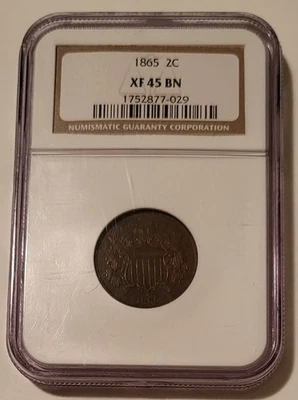 1865 2C
XF 45 BN
1752877-029
NUMISMATIC GUARANTY CORPORATION